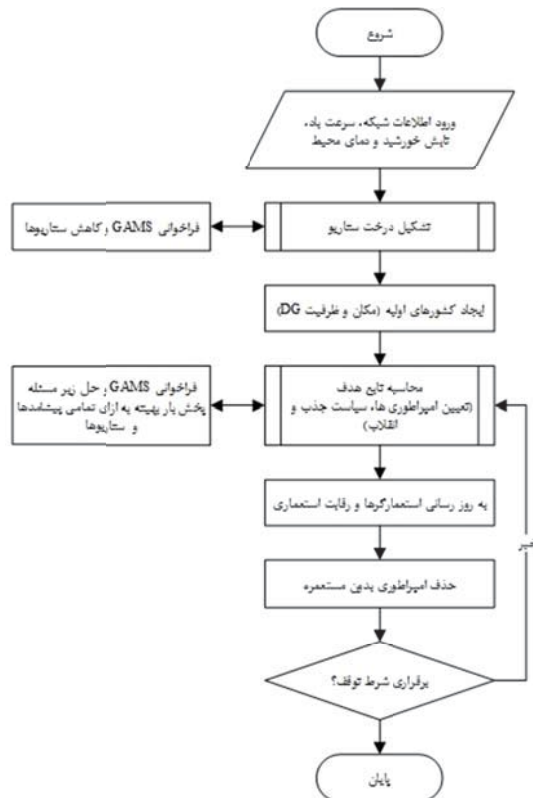 شروع
ورود اطلاعات شبکه، سرعت باد،
تابش خورشید و دمای محیط
فراخوانی GAMS و کاهش سناریوها
تشکیل درخت سناریو
ایجاد کشورهای اولیه (مکان و ظرفیت DG)
فراخوانی GAMS و حل زیر مسئله
پخش بار بهینه به ازای تمامی پیشامدها
و سناریوها
محاسبه تابع هدف
(تعیین امپراطوری ها، سیاست جذب و
انقلاب)
به روز رسانی استعمارگرها و رقابت استعماری
خیر
حذف امپراطوری بدون مستعمره
برقراری شرط توقف؟
پایان